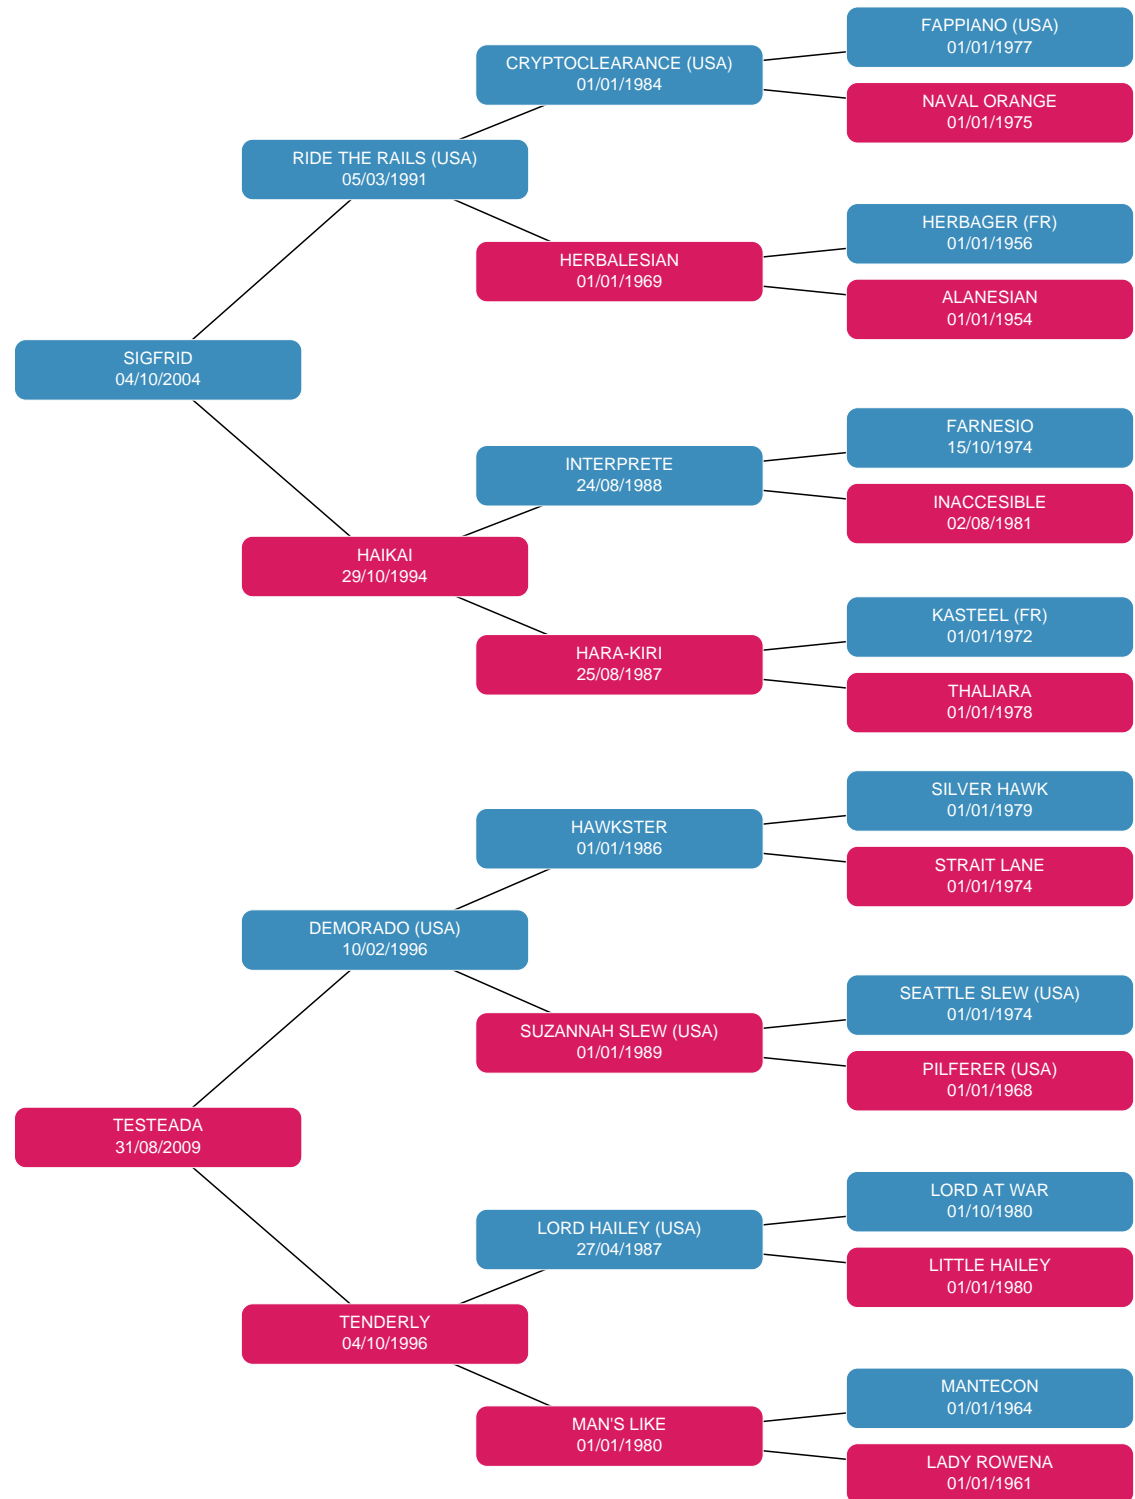 FAPPIANO (USA)
01/01/1977
CRYPTOCLEARANCE (USA)
01/01/1984
NAVAL ORANGE
01/01/1975
RIDE THE RAILS (USA)
05/03/1991
HERBAGER (FR)
01/01/1956
HERBALESIAN
01/01/1969
ALANESIAN
01/01/1954
SIGFRID
04/10/2004
FARNESIO
15/10/1974
INTERPRETE
24/08/1988
INACCESIBLE
02/08/1981
HAIKAI
29/10/1994
KASTEEL (FR)
01/01/1972
HARA-KIRI
25/08/1987
THALIARA
01/01/1978
SILVER HAWK
01/01/1979
HAWKSTER
01/01/1986
STRAIT LANE
01/01/1974
DEMORADO (USA)
10/02/1996
SEATTLE SLEW (USA)
01/01/1974
SUZANNAH SLEW (USA)
01/01/1989
PILFERER (USA)
01/01/1968
TESTEADA
31/08/2009
LORD AT WAR
01/10/1980
LORD HAILEY (USA)
27/04/1987
LITTLE HAILEY
01/01/1980
TENDERLY
04/10/1996
MANTECON
01/01/1964
MAN'S LIKE
01/01/1980
LADY ROWENA
01/01/1961